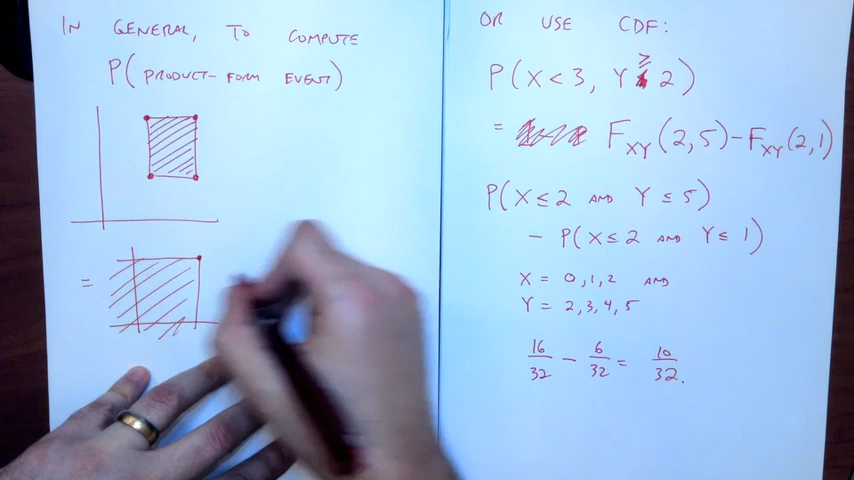 IN GENERAL, TO COMPUTE
P(PRODUCT-FORM EVENT)
=
OR USE CDF:
P(X<3, Y≥2)
= F_XY(2,5)-F_XY(2,1)
P(X≤2 AND Y≤5)
- P(X≤2 AND Y≤1)
X = 0,1,2 AND
Y = 2,3,4,5
16/32 - 6/32 = 10/32.